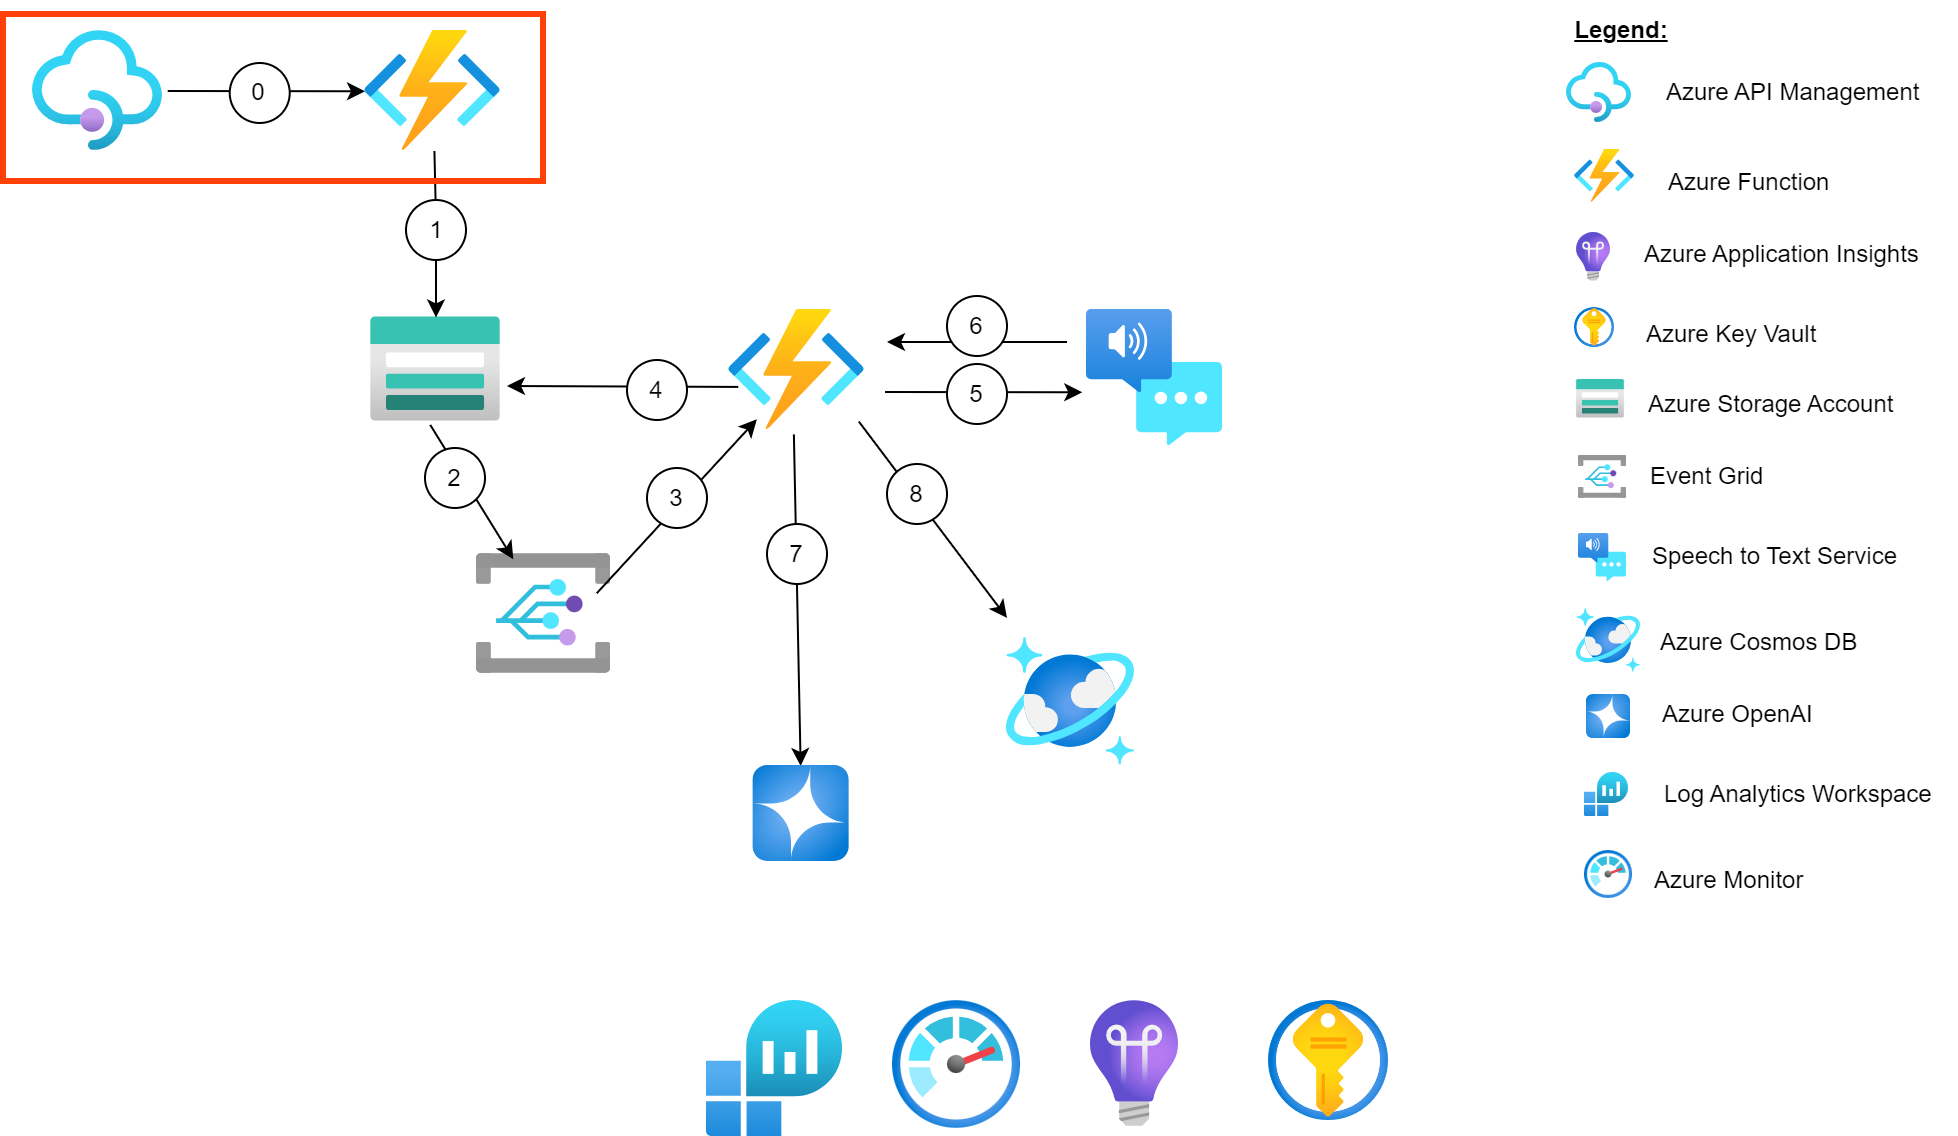 0
1
2
3
4
5
6
7
8
Legend:
Azure API Management
Azure Function
Azure Application Insights
Azure Key Vault
Azure Storage Account
Event Grid
Speech to Text Service
Azure Cosmos DB
Azure OpenAI
Log Analytics Workspace
Azure Monitor